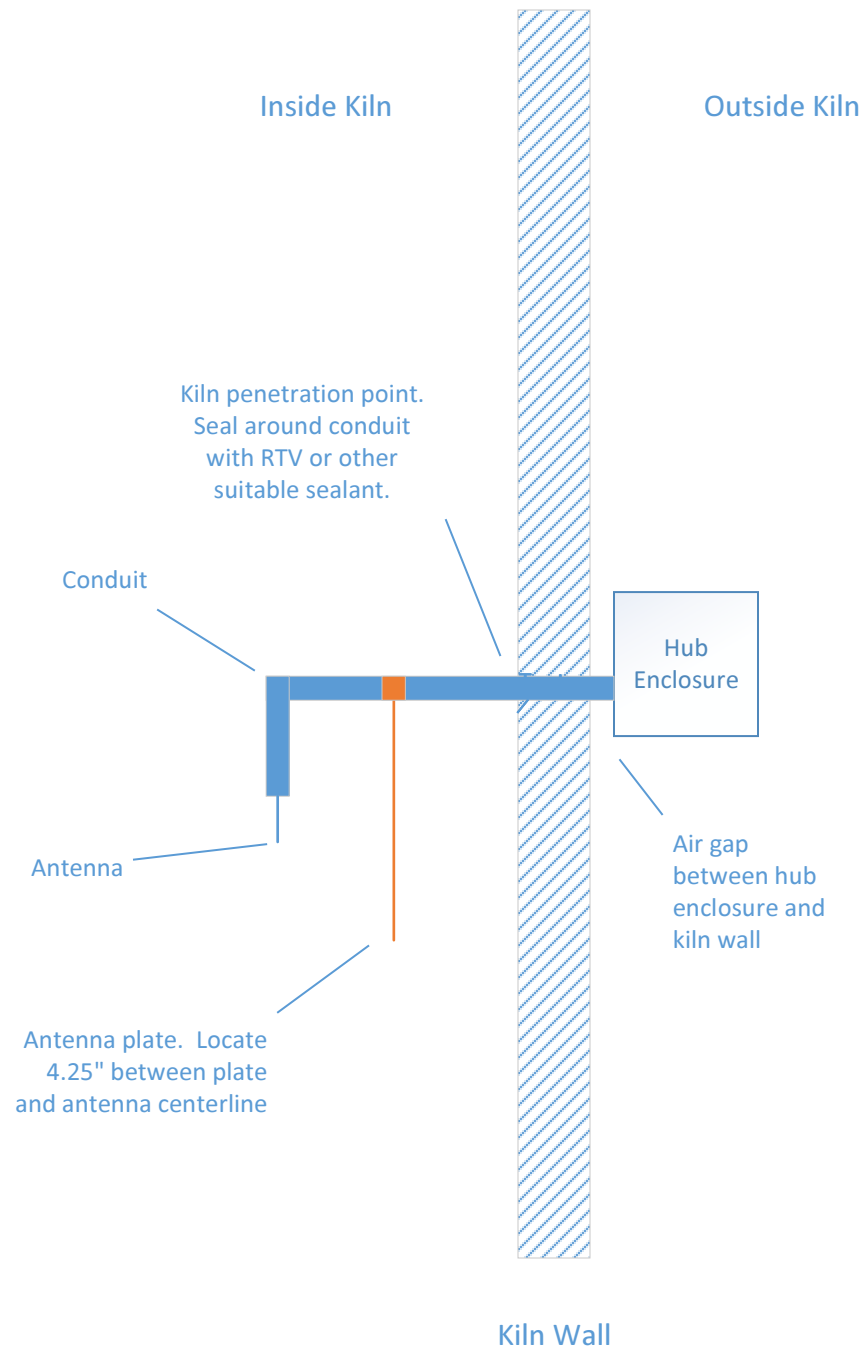 Inside Kiln
Outside Kiln
Kiln penetration point.
Seal around conduit
with RTV or other
suitable sealant.
Conduit
Hub
Enclosure
Antenna
Air gap
between hub
enclosure and
kiln wall
Antenna plate.  Locate
4.25" between plate
and antenna centerline
Kiln Wall